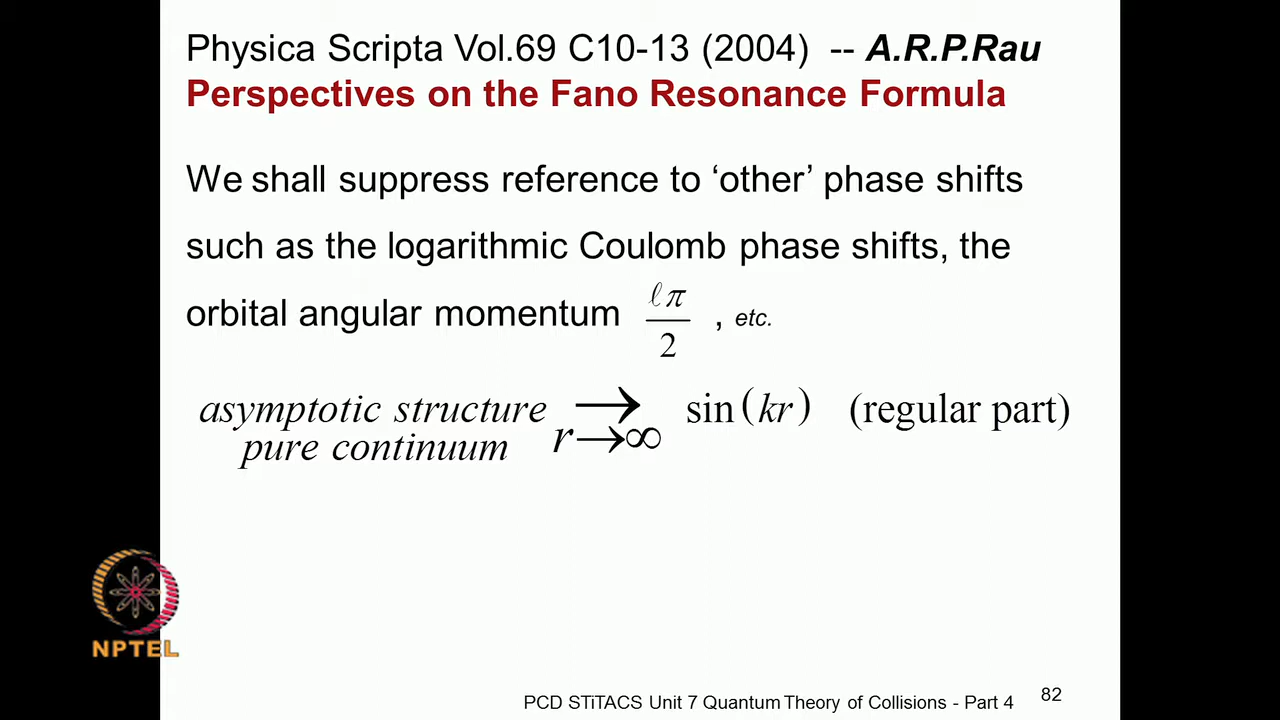 Physica Scripta Vol.69 C10-13 (2004) -- A.R.P.Rau
Perspectives on the Fano Resonance Formula
We shall suppress reference to ‘other’ phase shifts
such as the logarithmic Coulomb phase shifts, the
orbital angular momentum ℓπ/2 , etc.
asymptotic structure → sin(kr) (regular part)
pure continuum r→∞
NPTEL
PCD STiTACS Unit 7 Quantum Theory of Collisions - Part 4 82